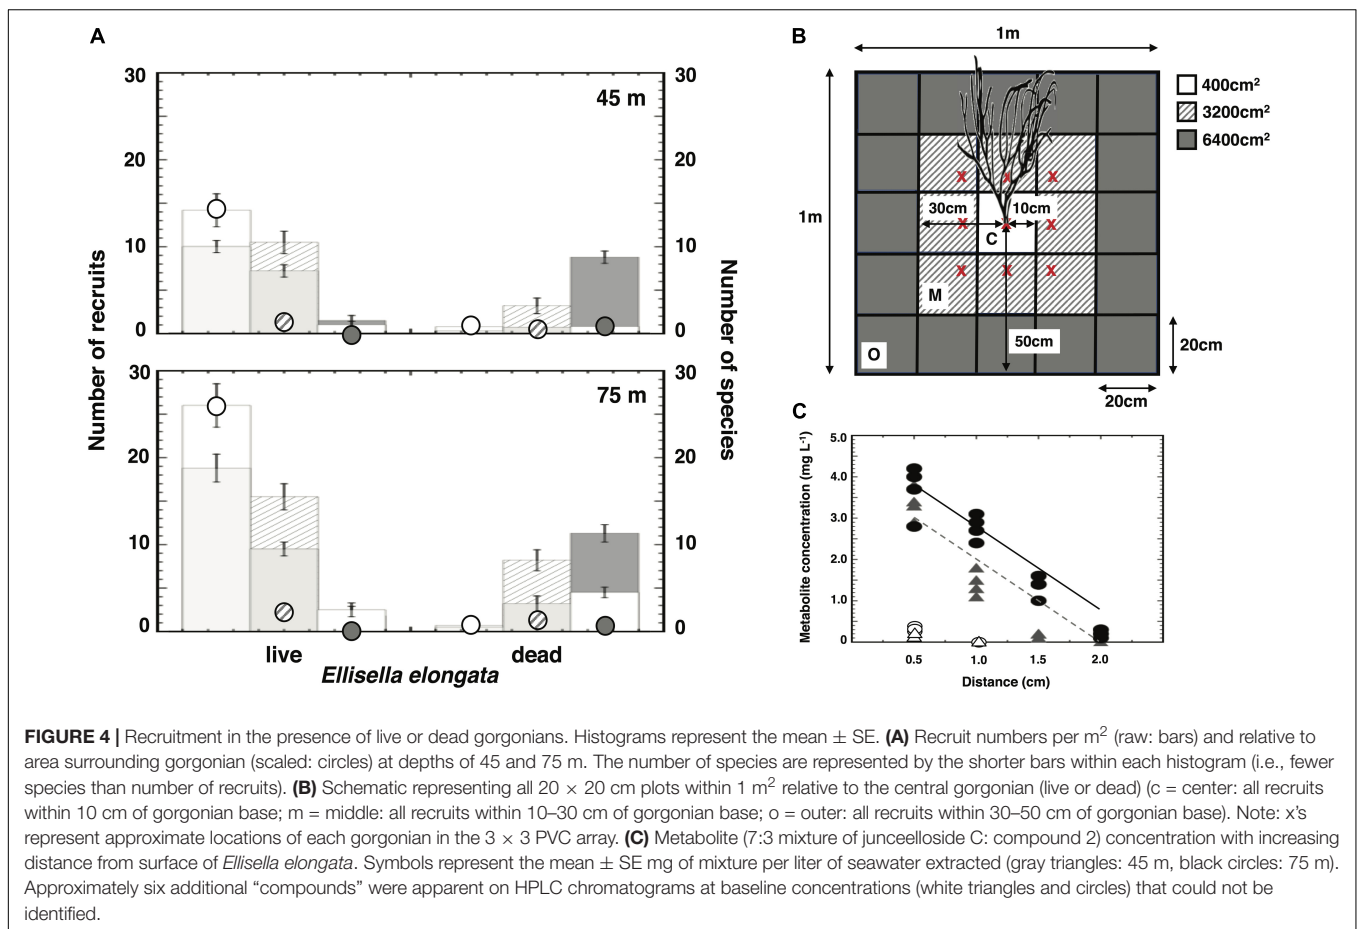 A
30
20
10
0
30
20
10
0
45 m
30
20
10
0
30
20
10
0
75 m
Number of recruits
Number of species
live
dead
Ellisella elongata
B
1m
1m
400cm²
3200cm²
6400cm²
x x x
30cm
10cm
x x x
C
x x x
M
50cm
O
20cm
20cm
C
Metabolite concentration (mg L-1)
5.0
4.0
3.0
2.0
1.0
0
0.5
1.0
1.5
2.0
Distance (cm)
FIGURE 4 | Recruitment in the presence of live or dead gorgonians. Histograms represent the mean ± SE. (A) Recruit numbers per m² (raw: bars) and relative to
area surrounding gorgonian (scaled: circles) at depths of 45 and 75 m. The number of species are represented by the shorter bars within each histogram (i.e., fewer
species than number of recruits). (B) Schematic representing all 20 × 20 cm plots within 1 m² relative to the central gorgonian (live or dead) (c = center: all recruits
within 10 cm of gorgonian base; m = middle: all recruits within 10–30 cm of gorgonian base; o = outer: all recruits within 30–50 cm of gorgonian base). Note: x's
represent approximate locations of each gorgonian in the 3 × 3 PVC array. (C) Metabolite (7:3 mixture of junceelloside C: compound 2) concentration with increasing
distance from surface of Ellisella elongata. Symbols represent the mean ± SE mg of mixture per liter of seawater extracted (gray triangles: 45 m, black circles: 75 m).
Approximately six additional “compounds” were apparent on HPLC chromatograms at baseline concentrations (white triangles and circles) that could not be
identified.